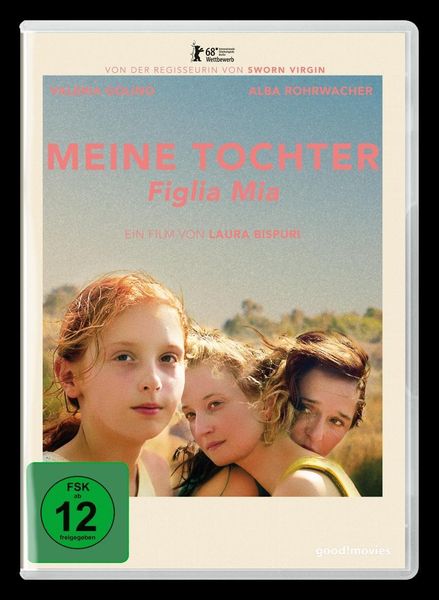 68ᵉ Internationale Filmfestspiele Berlin
Wettbewerb
VON DER REGISSEURIN VON SWORN VIRGIN
VALERIA GOLINO ALBA ROHRWACHER
MEINE TOCHTER
Figlia Mia
EIN FILM VON LAURA BISPURI
FSK
ab
12
freigegeben
good!movies